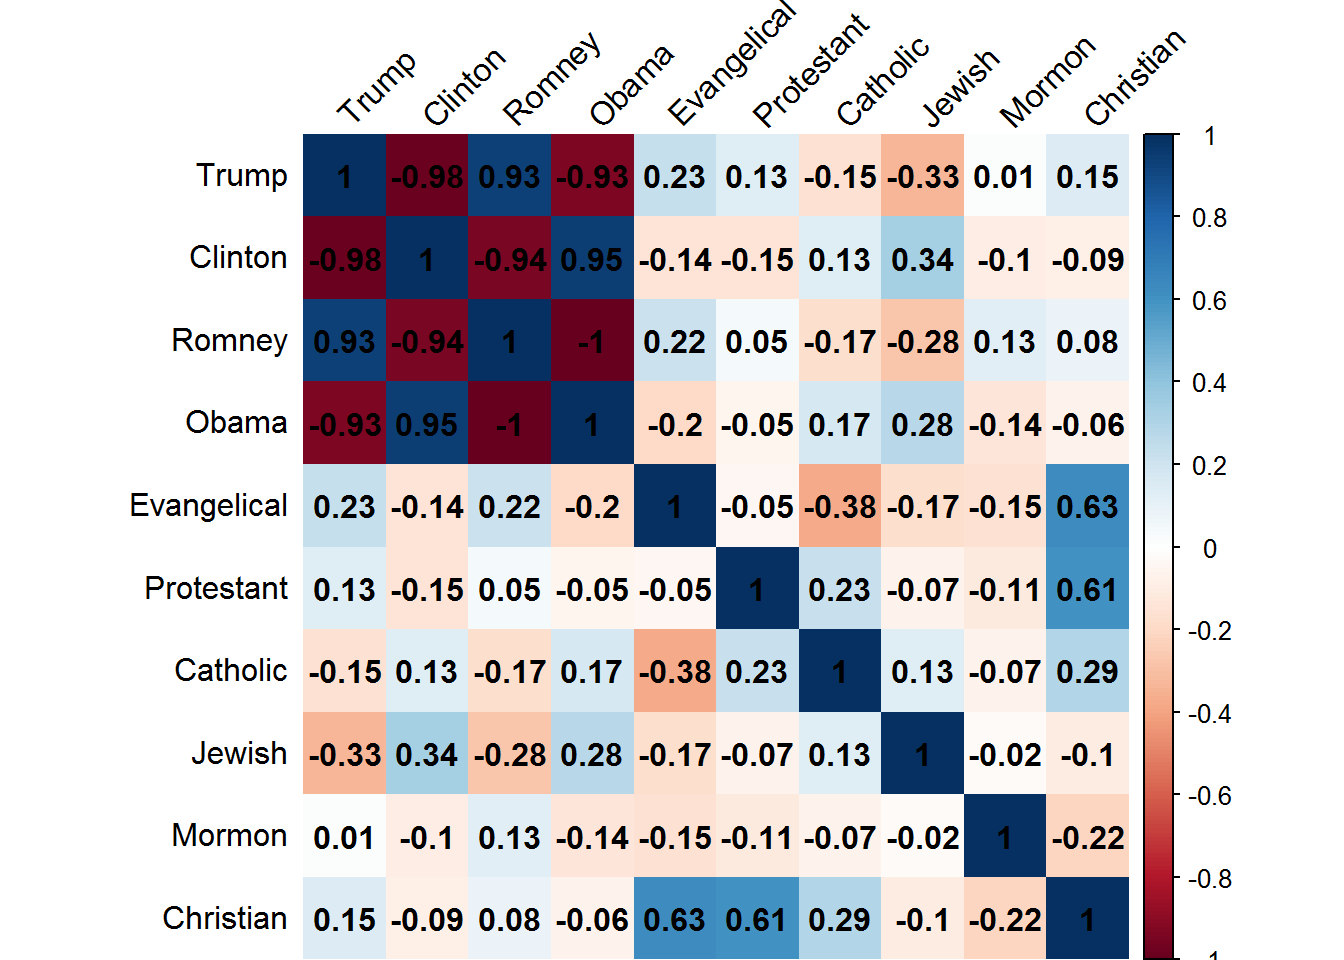 Trump Clinton Romney Obama Evangelical Protestant Catholic Jewish Mormon Christian
Trump 1 -0.98 0.93 -0.93 0.23 0.13 -0.15 -0.33 0.01 0.15
Clinton -0.98 1 -0.94 0.95 -0.14 -0.15 0.13 0.34 -0.1 -0.09
Romney 0.93 -0.94 1 -1 0.22 0.05 -0.17 -0.28 0.13 0.08
Obama -0.93 0.95 -1 1 -0.2 -0.05 0.17 0.28 -0.14 -0.06
Evangelical 0.23 -0.14 0.22 -0.2 1 -0.05 -0.38 -0.17 -0.15 0.63
Protestant 0.13 -0.15 0.05 -0.05 -0.05 1 0.23 -0.07 -0.11 0.61
Catholic -0.15 0.13 -0.17 0.17 -0.38 0.23 1 0.13 -0.07 0.29
Jewish -0.33 0.34 -0.28 0.28 -0.17 -0.07 0.13 1 -0.02 -0.1
Mormon 0.01 -0.1 0.13 -0.14 -0.15 -0.11 -0.07 -0.02 1 -0.22
Christian 0.15 -0.09 0.08 -0.06 0.63 0.61 0.29 -0.1 -0.22 1
1
0.8
0.6
0.4
0.2
0
-0.2
-0.4
-0.6
-0.8
-1